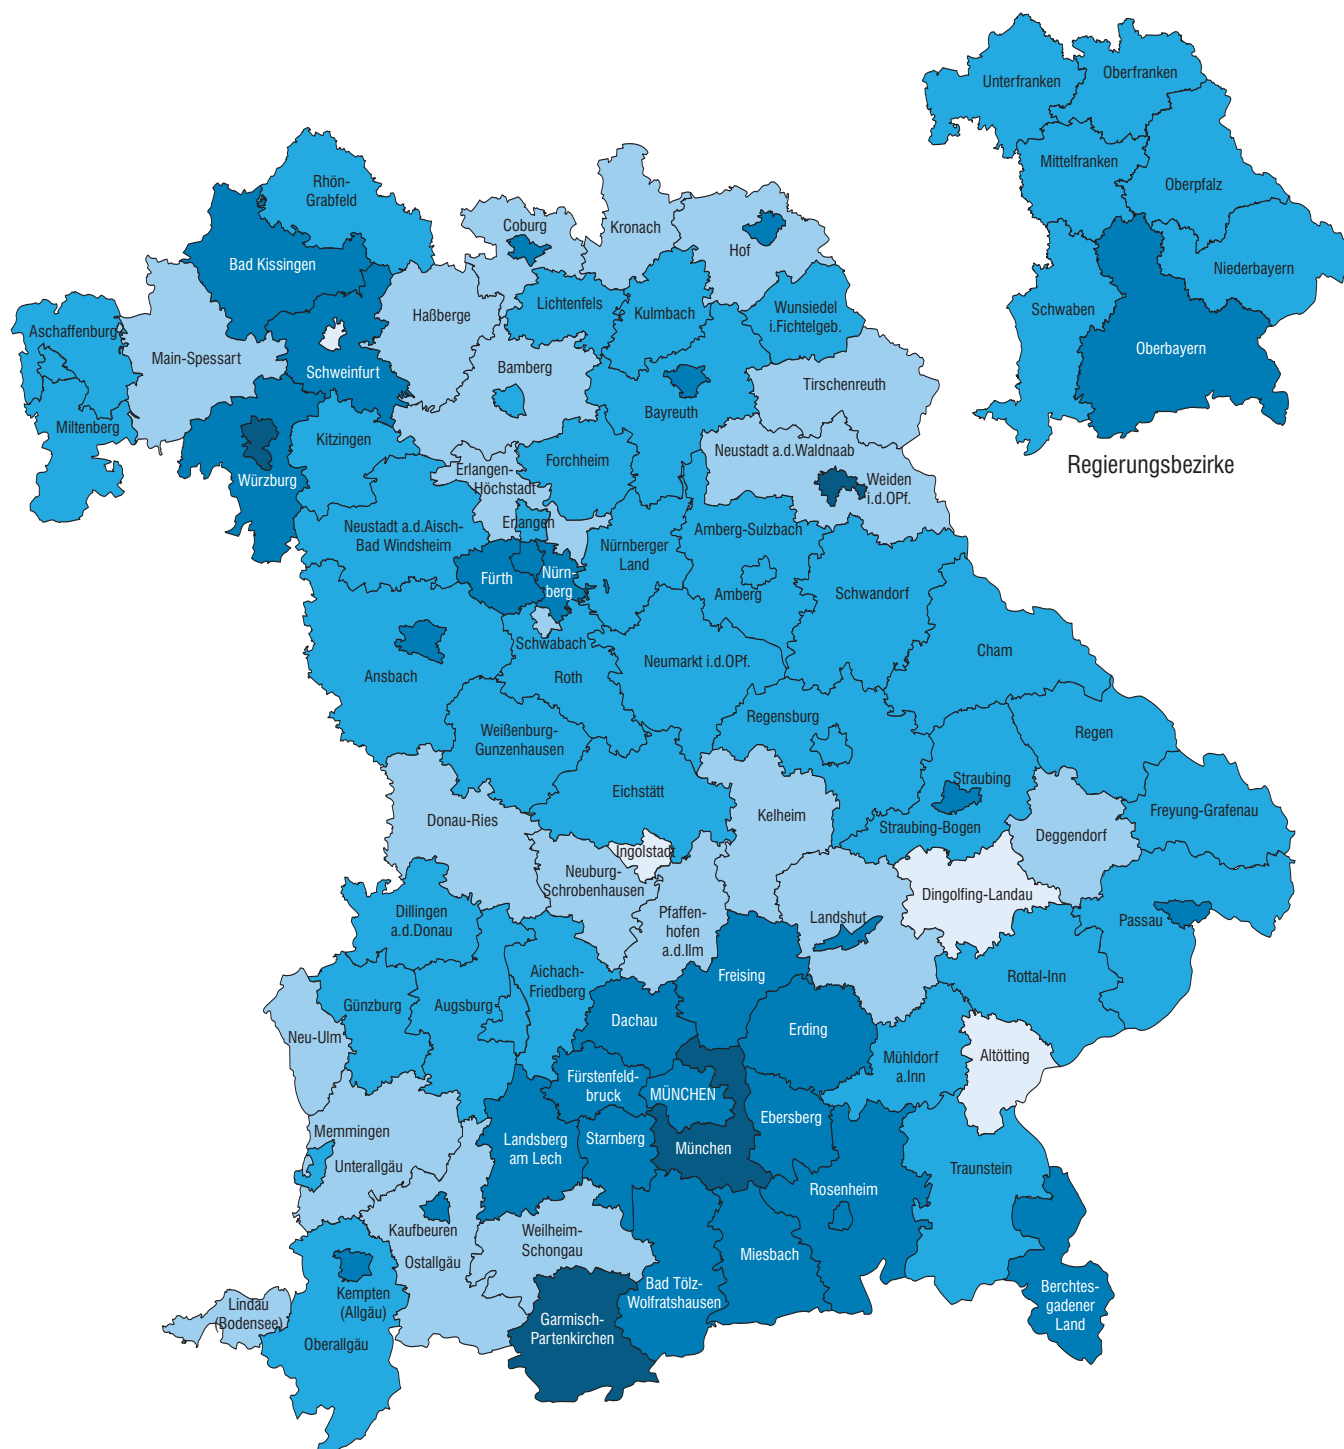 Unterfranken
Oberfranken
Mittelfranken
Oberpfalz
Niederbayern
Schwaben
Oberbayern
Regierungsbezirke
Rhön-
Grabfeld
Bad Kissingen
Coburg
Kronach
Hof
Aschaffenburg
Main-Spessart
Haßberge
Lichtenfels
Kulmbach
Wunsiedel
i.Fichtelgeb.
Schweinfurt
Bamberg
Bayreuth
Tirschenreuth
Miltenberg
Kitzingen
Würzburg
Erlangen-
Höchstadt
Forchheim
Neustadt a.d.Waldnaab
Weiden
i.d.OPf.
Neustadt a.d.Aisch-
Bad Windsheim
Erlangen
Nürnberger
Land
Amberg-Sulzbach
Fürth
Nürn-
berg
Amberg
Schwandorf
Schwabach
Ansbach
Roth
Neumarkt i.d.OPf.
Cham
Weißenburg-
Gunzenhausen
Regensburg
Regen
Eichstätt
Straubing
Freyung-Grafenau
Donau-Ries
Kelheim
Straubing-Bogen
Deggendorf
Ingolstadt
Neuburg-
Schrobenhausen
Dingolfing-Landau
Dillingen
a.d.Donau
Pfaffen-
hofen
a.d.Ilm
Landshut
Passau
Aichach-
Friedberg
Freising
Rottal-Inn
Günzburg
Augsburg
Dachau
Erding
Neu-Ulm
Mühldorf
a.Inn
Altötting
Fürstenfeld-
bruck
MÜNCHEN
Ebersberg
Memmingen
Unterallgäu
Landsberg
am Lech
Starnberg
München
Traunstein
Rosenheim
Kaufbeuren
Ostallgäu
Weilheim-
Schongau
Miesbach
Bad Tölz-
Wolfratshausen
Berchtes-
gadener
Land
Kempten
(Allgäu)
Lindau
(Bodensee)
Oberallgäu
Garmisch-
Partenkirchen